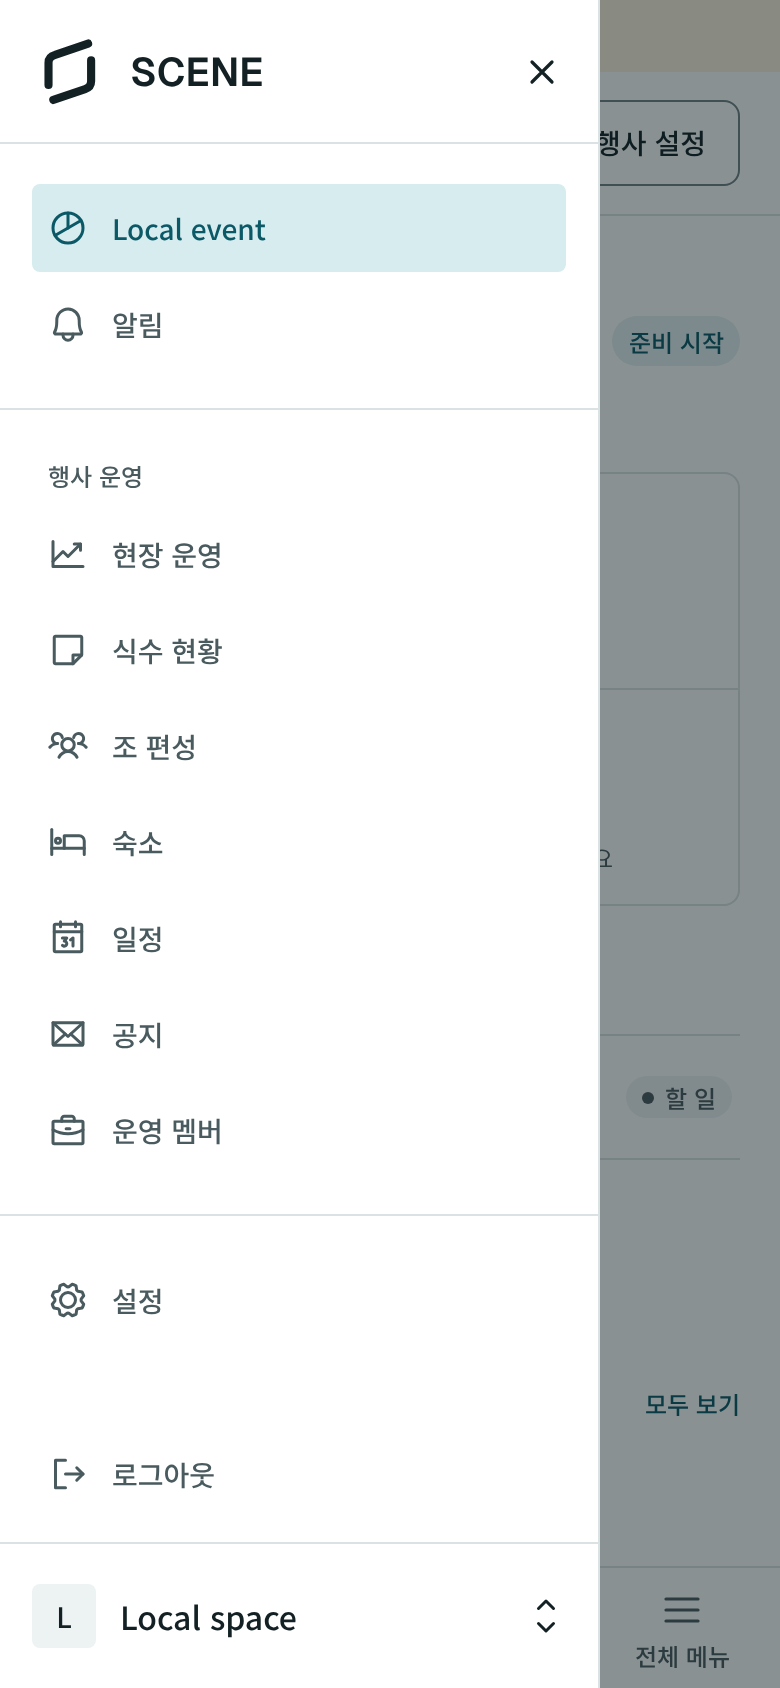 SCENE
행사 설정
Local event
알림
준비 시작
행사 운영
현장 운영
식수 현황
조 편성
숙소
요
31
일정
공지
할 일
운영 멤버
설정
모두 보기
로그아웃
L
Local space
전체 메뉴